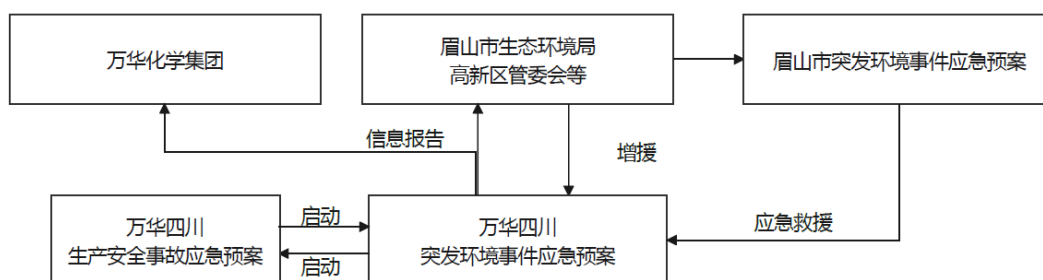 万华化学集团
眉山市生态环境局
高新区管委会等
眉山市突发环境事件应急预案
信息报告
增援
万华四川
生产安全事故应急预案
启动
启动
万华四川
突发环境事件应急预案
应急救援